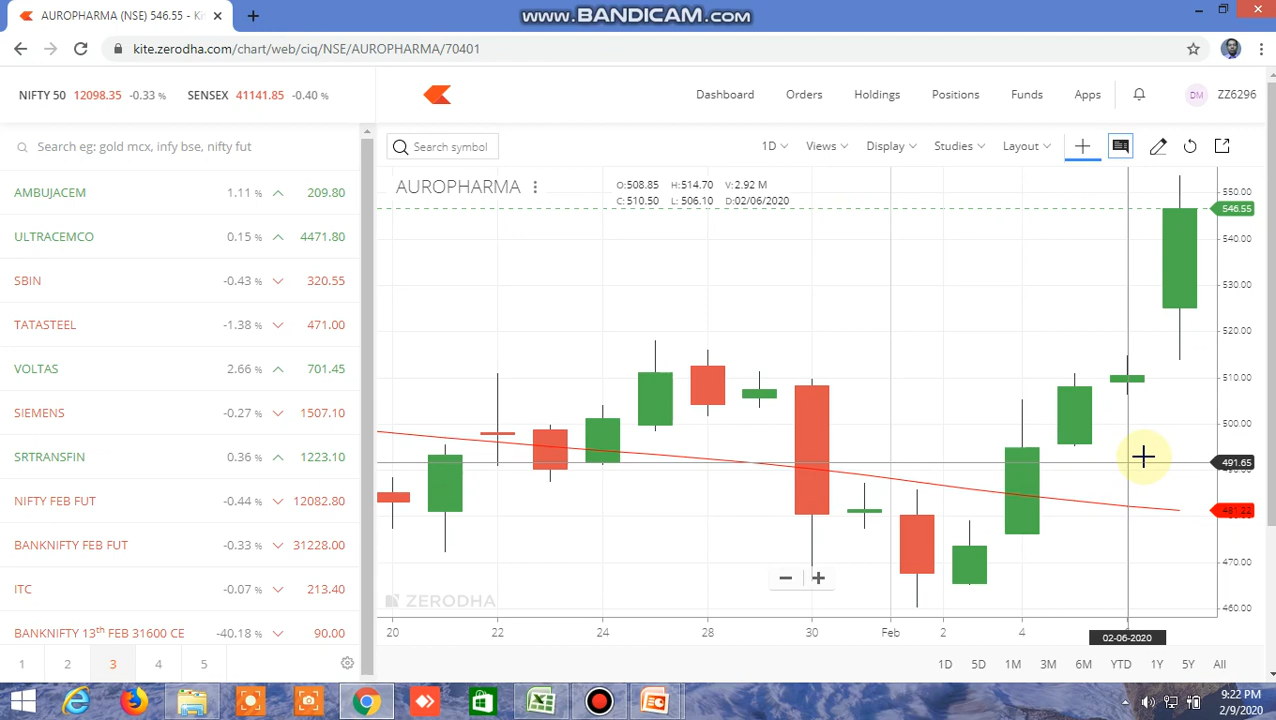 AUROPHARMA (NSE) 546.55 - Ki
www.BANDICAM.com
kite.zerodha.com/chart/web/ciq/NSE/AUROPHARMA/70401
NIFTY 50 12098.35 -0.33 % SENSEX 41141.85 -0.40 %
Dashboard Orders Holdings Positions Funds Apps DM ZZ6296
Search eg: gold mcx, infy bse, nifty fut
Search symbol 1D Views Display Studies Layout
AUROPHARMA
O:508.85 H:514.70 V:2.92 M
C:510.50 L: 506.10 D:02/06/2020
AMBUJACEM 1.11 % 209.80
ULTRACEMCO 0.15 % 4471.80
SBIN -0.43 % 320.55
TATASTEEL -1.38 % 471.00
VOLTAS 2.66 % 701.45
SIEMENS -0.27 % 1507.10
SRTRANSFIN 0.36 % 1223.10
NIFTY FEB FUT -0.44 % 12082.80
BANKNIFTY FEB FUT -0.33 % 31228.00
ITC -0.07 % 213.40
BANKNIFTY 13th FEB 31600 CE -40.18 % 90.00
1 2 3 4 5
550.00
546.55
540.00
530.00
520.00
510.00
500.00
491.65
481.22
470.00
460.00
ZERODHA
20 22 24 28 30 Feb 2 4
02-06-2020
1D 5D 1M 3M 6M YTD 1Y 5Y All
9:22 PM
2/9/2020